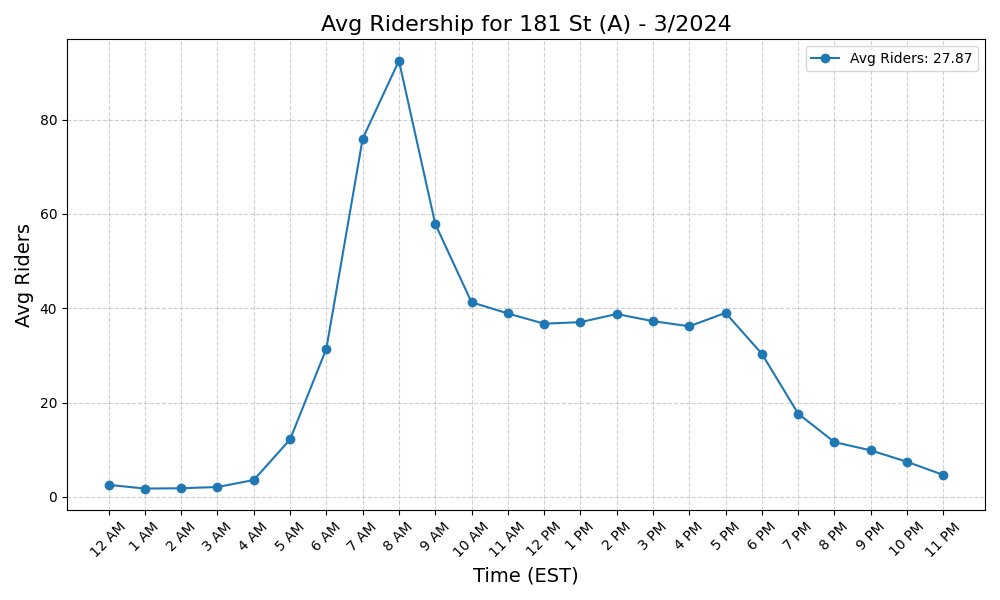 Avg Ridership for 181 St (A) - 3/2024
Avg Riders: 27.87
Avg Riders
80
60
40
20
0
12 AM
1 AM
2 AM
3 AM
4 AM
5 AM
6 AM
7 AM
8 AM
9 AM
10 AM
11 AM
12 PM
1 PM
2 PM
3 PM
4 PM
5 PM
6 PM
7 PM
8 PM
9 PM
10 PM
11 PM
Time (EST)